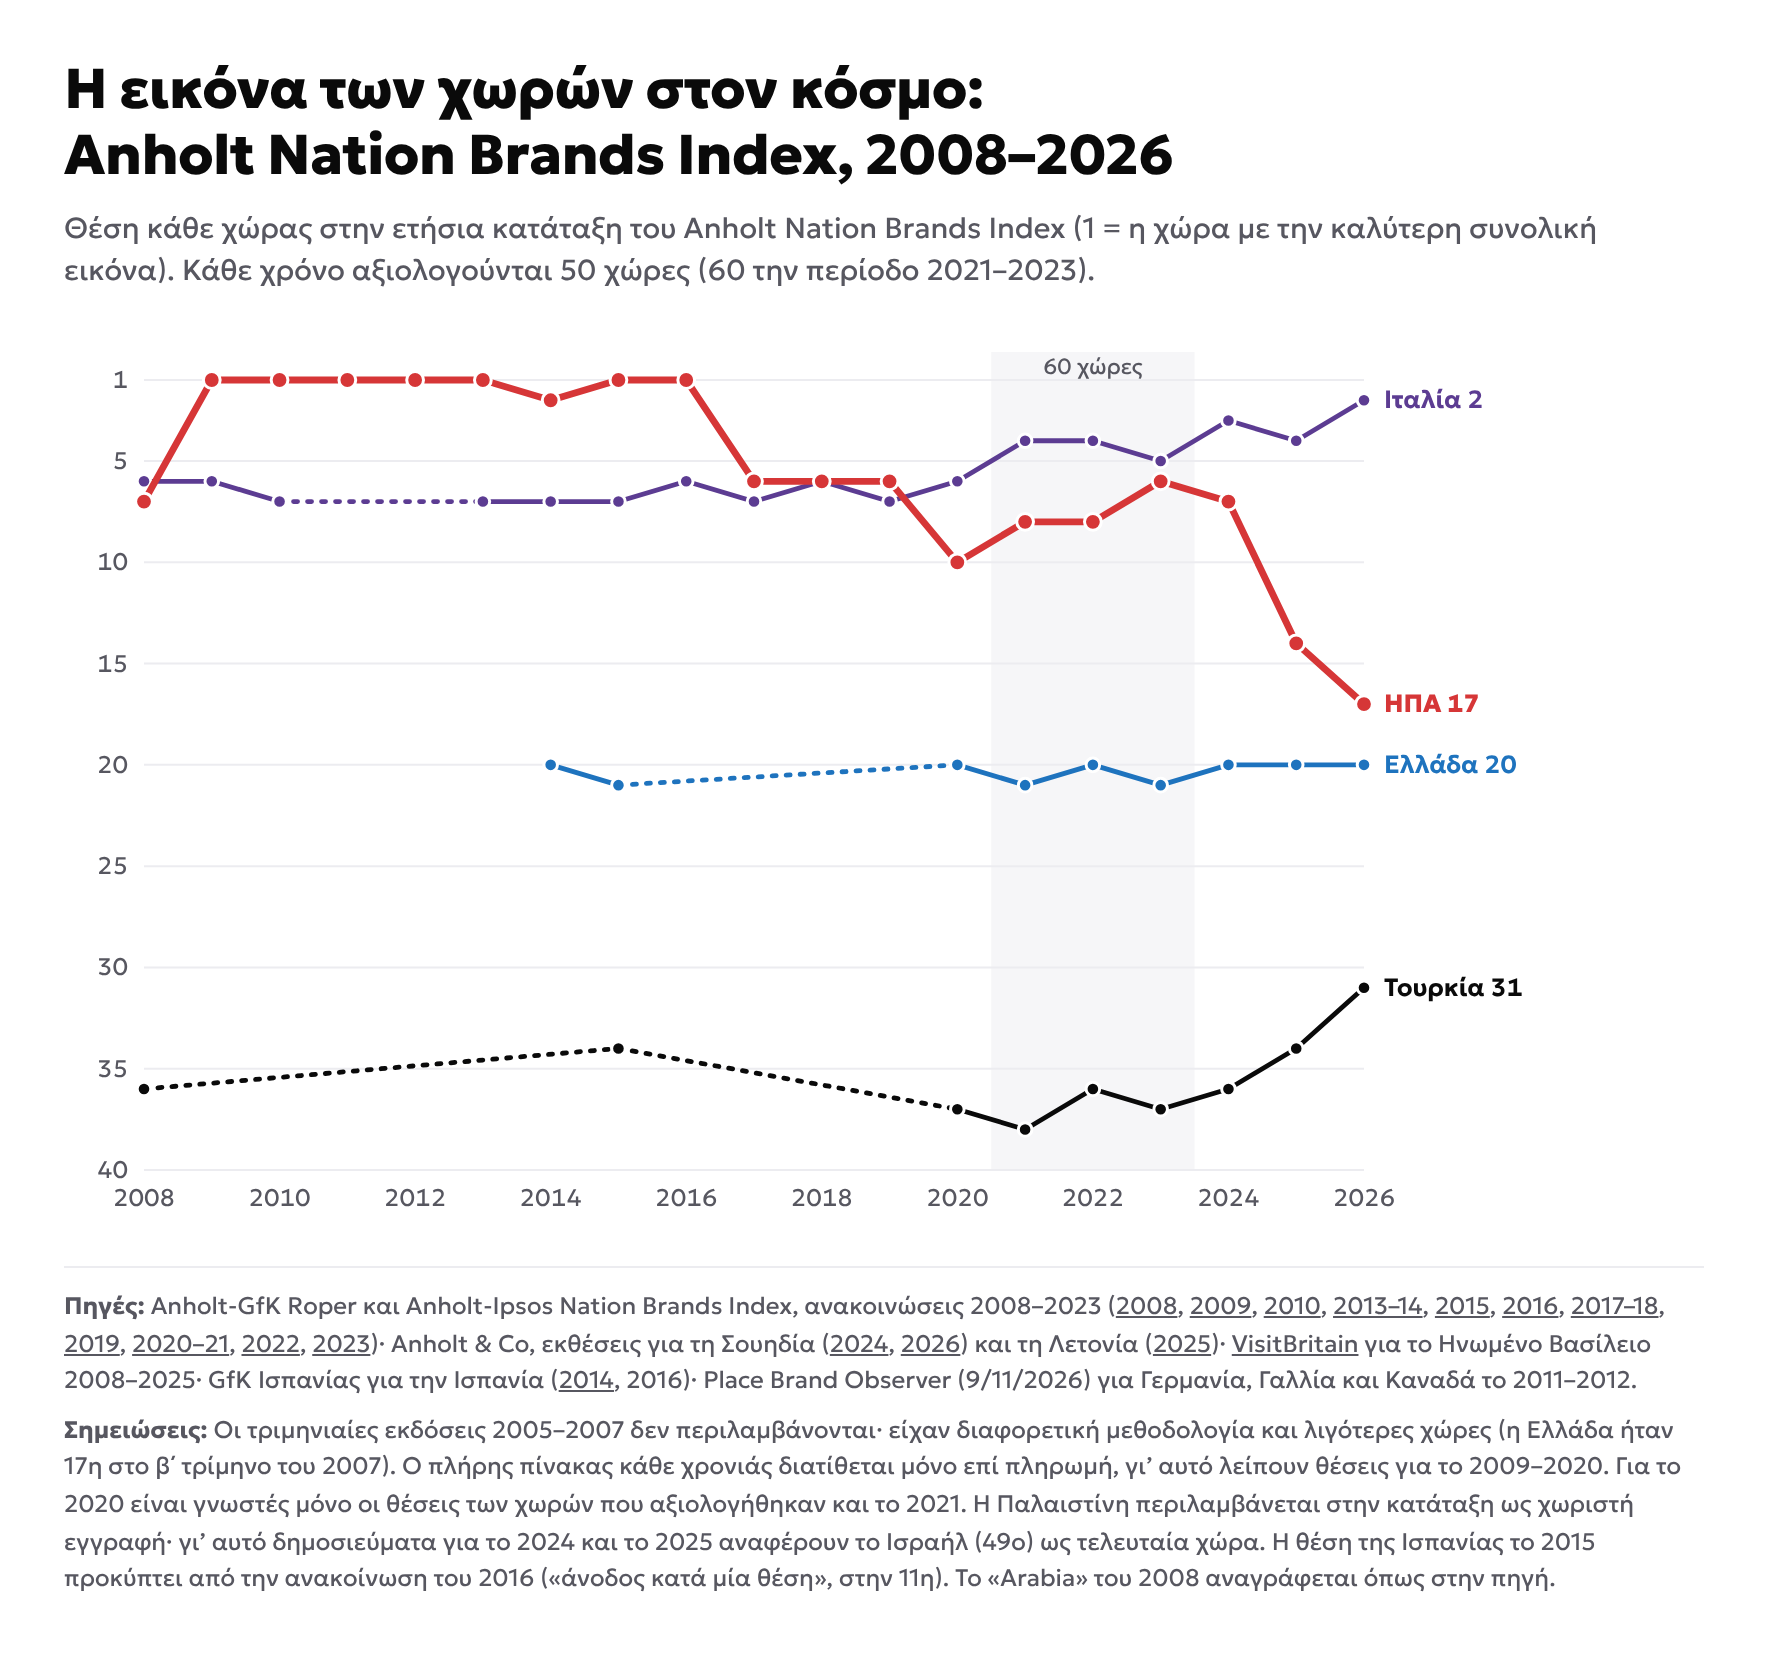 Η εικόνα των χωρών στον κόσμο:
Anholt Nation Brands Index, 2008–2026
Θέση κάθε χώρας στην ετήσια κατάταξη του Anholt Nation Brands Index (1 = η χώρα με την καλύτερη συνολική
εικόνα). Κάθε χρόνο αξιολογούνται 50 χώρες (60 την περίοδο 2021–2023).
60 χώρες
1
5
10
15
20
25
30
35
40
Ιταλία 2
ΗΠΑ 17
Ελλάδα 20
Τουρκία 31
2008 2010 2012 2014 2016 2018 2020 2022 2024 2026
Πηγές: Anholt-GfK Roper και Anholt-Ipsos Nation Brands Index, ανακοινώσεις 2008–2023 (2008, 2009, 2010, 2013–14, 2015, 2016, 2017–18,
2019, 2020–21, 2022, 2023)· Anholt & Co, εκθέσεις για τη Σουηδία (2024, 2026) και τη Λετονία (2025)· VisitBritain για το Ηνωμένο Βασίλειο
2008–2025· GfK Ισπανίας για την Ισπανία (2014, 2016)· Place Brand Observer (9/11/2026) για Γερμανία, Γαλλία και Καναδά το 2011–2012.
Σημειώσεις: Οι τριμηνιαίες εκδόσεις 2005–2007 δεν περιλαμβάνονται· είχαν διαφορετική μεθοδολογία και λιγότερες χώρες (η Ελλάδα ήταν
17η στο β΄ τρίμηνο του 2007). Ο πλήρης πίνακας κάθε χρονιάς διατίθεται μόνο επί πληρωμή, γι’ αυτό λείπουν θέσεις για το 2009–2020. Για το
2020 είναι γνωστές μόνο οι θέσεις των χωρών που αξιολογήθηκαν και το 2021. Η Παλαιστίνη περιλαμβάνεται στην κατάταξη ως χωριστή
εγγραφή· γι’ αυτό δημοσιεύματα για το 2024 και το 2025 αναφέρουν το Ισραήλ (49ο) ως τελευταία χώρα. Η θέση της Ισπανίας το 2015
προκύπτει από την ανακοίνωση του 2016 («άνοδος κατά μία θέση», στην 11η). Το «Arabia» του 2008 αναγράφεται όπως στην πηγή.